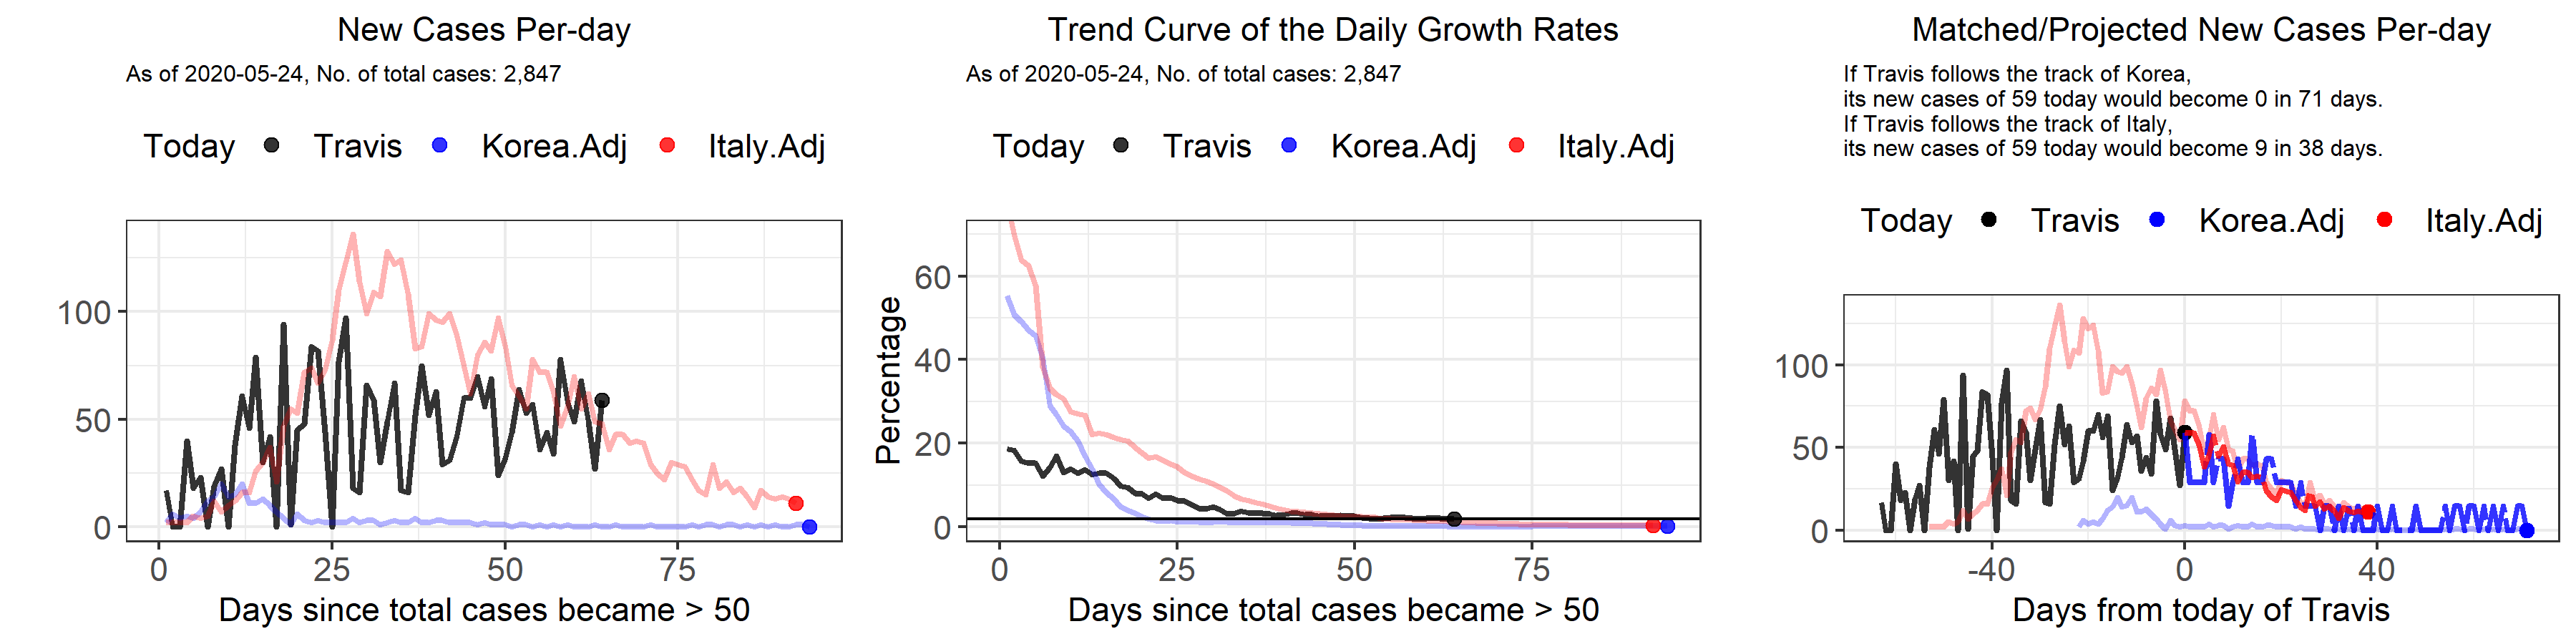 New Cases Per-day
As of 2020-05-24, No. of total cases: 2,847
Today Travis Korea.Adj Italy.Adj
100
50
0
0 25 50 75
Days since total cases became > 50
Trend Curve of the Daily Growth Rates
As of 2020-05-24, No. of total cases: 2,847
Today Travis Korea.Adj Italy.Adj
Percentage
60
40
20
0
0 25 50 75
Days since total cases became > 50
Matched/Projected New Cases Per-day
If Travis follows the track of Korea,
its new cases of 59 today would become 0 in 71 days.
If Travis follows the track of Italy,
its new cases of 59 today would become 9 in 38 days.
Today Travis Korea.Adj Italy.Adj
100
50
0
-40 0 40
Days from today of Travis